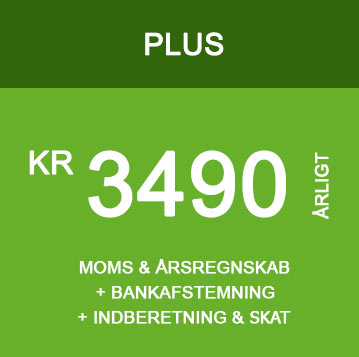 PLUS
KR 3490 ÅRLIGT
MOMS & ÅRSREGNSKAB
+ BANKAFSTEMNING
+ INDBERETNING & SKAT